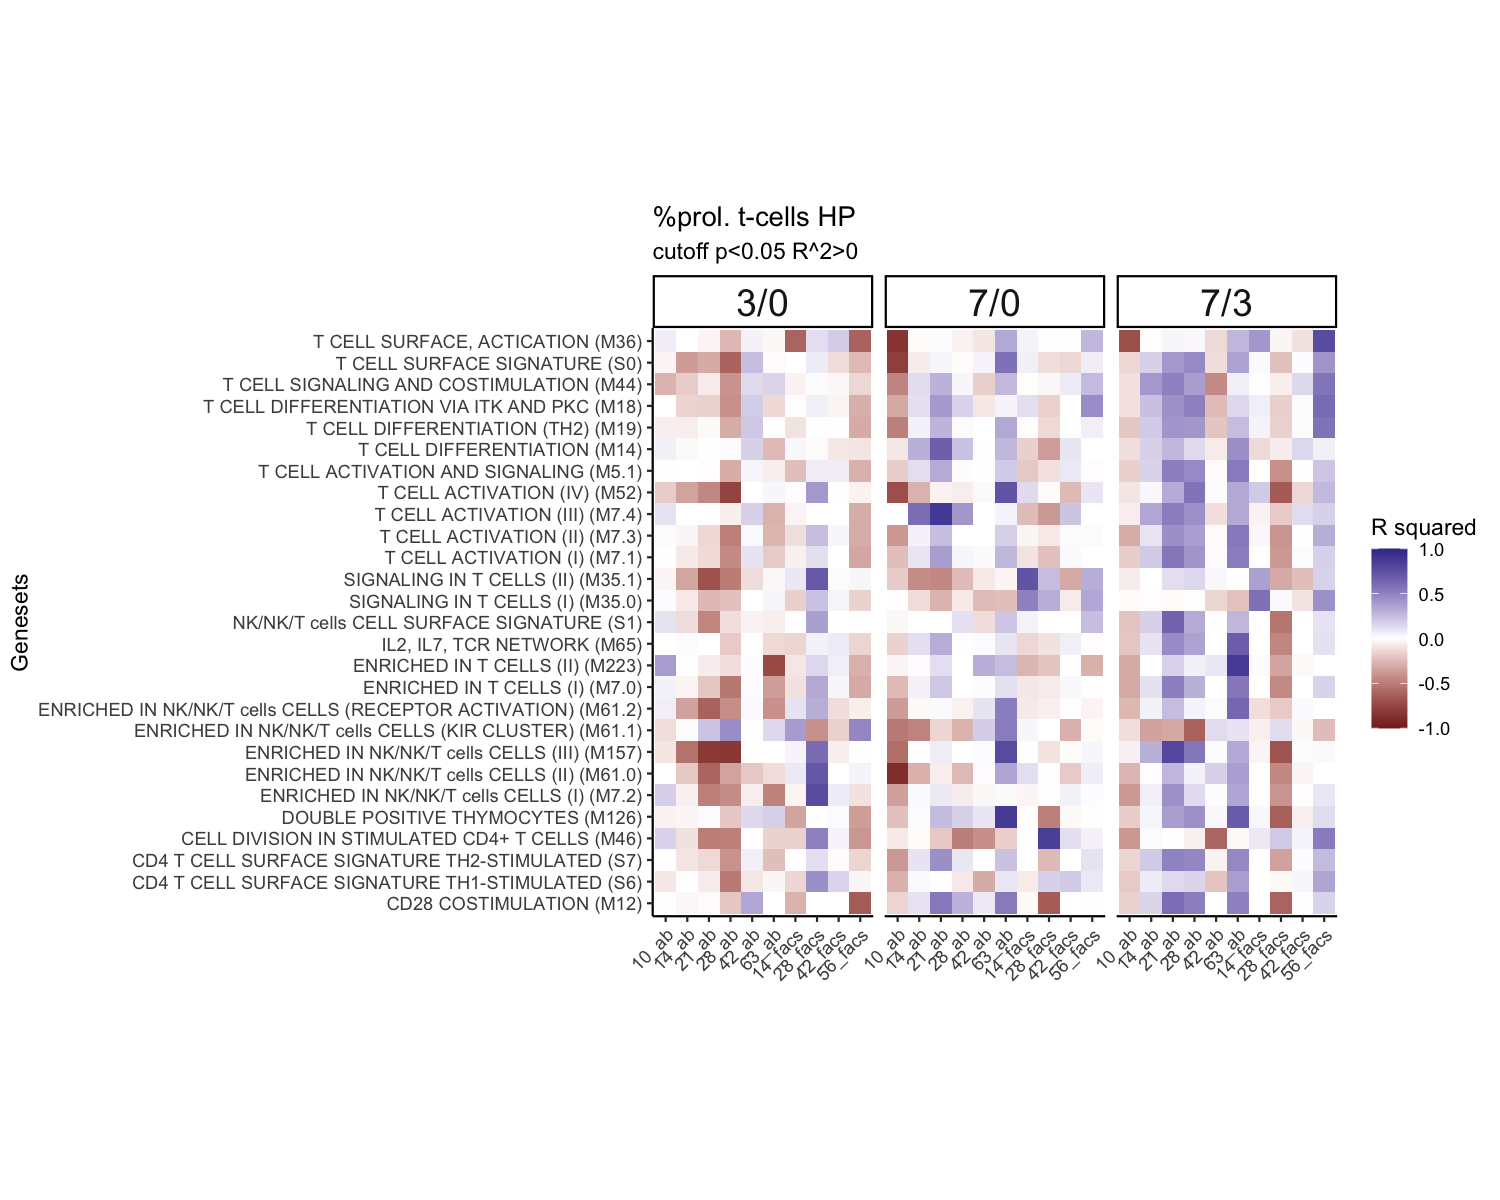 %prol. t-cells HP
cutoff p<0.05 R^2>0
3/0 7/0 7/3
T CELL SURFACE, ACTICATION (M36)
T CELL SURFACE SIGNATURE (S0)
T CELL SIGNALING AND COSTIMULATION (M44)
T CELL DIFFERENTIATION VIA ITK AND PKC (M18)
T CELL DIFFERENTIATION (TH2) (M19)
T CELL DIFFERENTIATION (M14)
T CELL ACTIVATION AND SIGNALING (M5.1)
T CELL ACTIVATION (IV) (M52)
T CELL ACTIVATION (III) (M7.4)
T CELL ACTIVATION (II) (M7.3)
T CELL ACTIVATION (I) (M7.1)
SIGNALING IN T CELLS (II) (M35.1)
SIGNALING IN T CELLS (I) (M35.0)
NK/NK/T cells CELL SURFACE SIGNATURE (S1)
IL2, IL7, TCR NETWORK (M65)
ENRICHED IN T CELLS (II) (M223)
ENRICHED IN T CELLS (I) (M7.0)
ENRICHED IN NK/NK/T cells CELLS (RECEPTOR ACTIVATION) (M61.2)
ENRICHED IN NK/NK/T cells CELLS (KIR CLUSTER) (M61.1)
ENRICHED IN NK/NK/T cells CELLS (III) (M157)
ENRICHED IN NK/NK/T cells CELLS (II) (M61.0)
ENRICHED IN NK/NK/T cells CELLS (I) (M7.2)
DOUBLE POSITIVE THYMOCYTES (M126)
CELL DIVISION IN STIMULATED CD4+ T CELLS (M46)
CD4 T CELL SURFACE SIGNATURE TH2-STIMULATED (S7)
CD4 T CELL SURFACE SIGNATURE TH1-STIMULATED (S6)
CD28 COSTIMULATION (M12)
Genesets
10_ab 14_ab 21_ab 28_ab 42_ab 63_ab 14_facs 28_facs 42_facs 56_facs
10_ab 14_ab 21_ab 28_ab 42_ab 63_ab 14_facs 28_facs 42_facs 56_facs
10_ab 14_ab 21_ab 28_ab 42_ab 63_ab 14_facs 28_facs 42_facs 56_facs
R squared
1.0
0.5
0.0
-0.5
-1.0